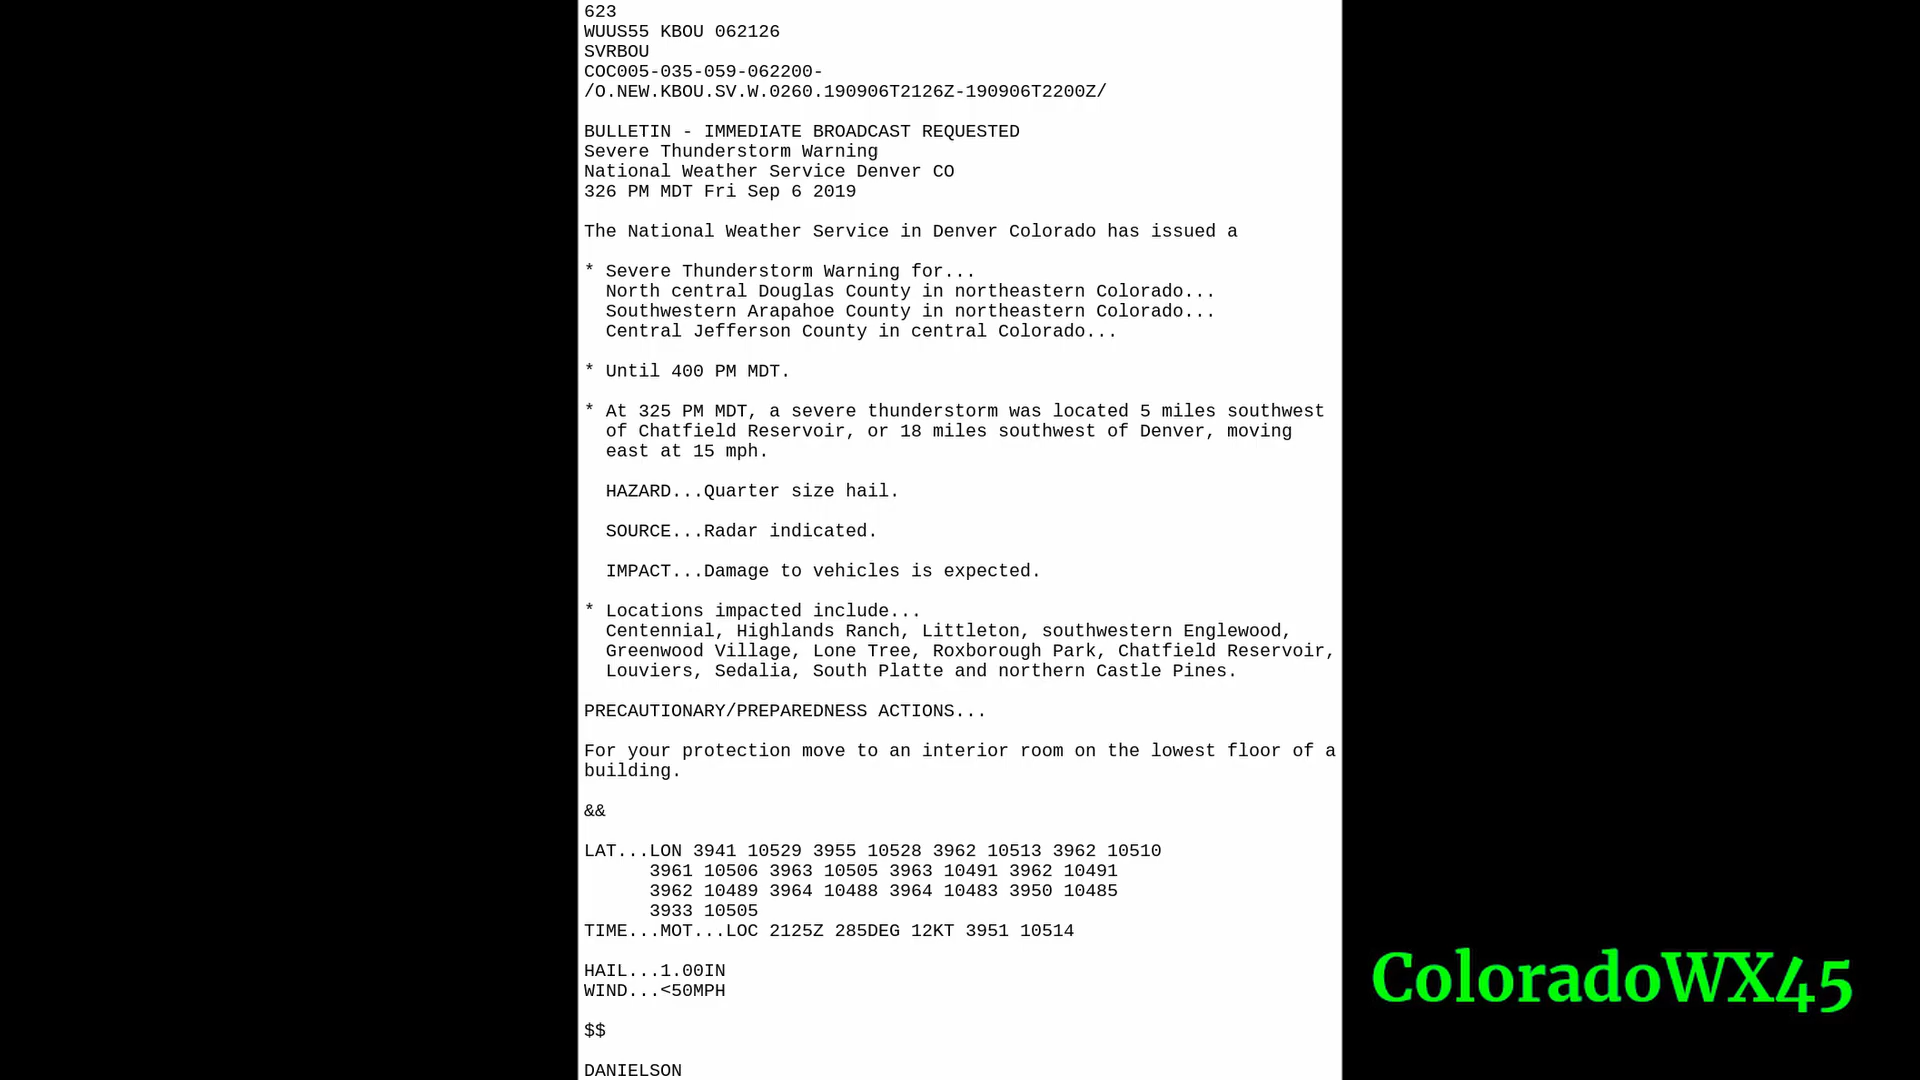 623
WUUS55 KBOU 062126
SVRBOU
COC005-035-059-062200-
/O.NEW.KBOU.SV.W.0260.190906T2126Z-190906T2200Z/
BULLETIN - IMMEDIATE BROADCAST REQUESTED
Severe Thunderstorm Warning
National Weather Service Denver CO
326 PM MDT Fri Sep 6 2019
The National Weather Service in Denver Colorado has issued a
* Severe Thunderstorm Warning for...
North central Douglas County in northeastern Colorado...
Southwestern Arapahoe County in northeastern Colorado...
Central Jefferson County in central Colorado...
* Until 400 PM MDT.
* At 325 PM MDT, a severe thunderstorm was located 5 miles southwest
of Chatfield Reservoir, or 18 miles southwest of Denver, moving
east at 15 mph.
HAZARD...Quarter size hail.
SOURCE...Radar indicated.
IMPACT...Damage to vehicles is expected.
* Locations impacted include...
Centennial, Highlands Ranch, Littleton, southwestern Englewood,
Greenwood Village, Lone Tree, Roxborough Park, Chatfield Reservoir,
Louviers, Sedalia, South Platte and northern Castle Pines.
PRECAUTIONARY/PREPAREDNESS ACTIONS...
For your protection move to an interior room on the lowest floor of a
building.
&&
LAT...LON 3941 10529 3955 10528 3962 10513 3962 10510
3961 10506 3963 10505 3963 10491 3962 10491
3962 10489 3964 10488 3964 10483 3950 10485
3933 10505
TIME...MOT...LOC 2125Z 285DEG 12KT 3951 10514
HAIL...1.00IN
WIND...<50MPH
$$
DANIELSON
ColoradoWX45